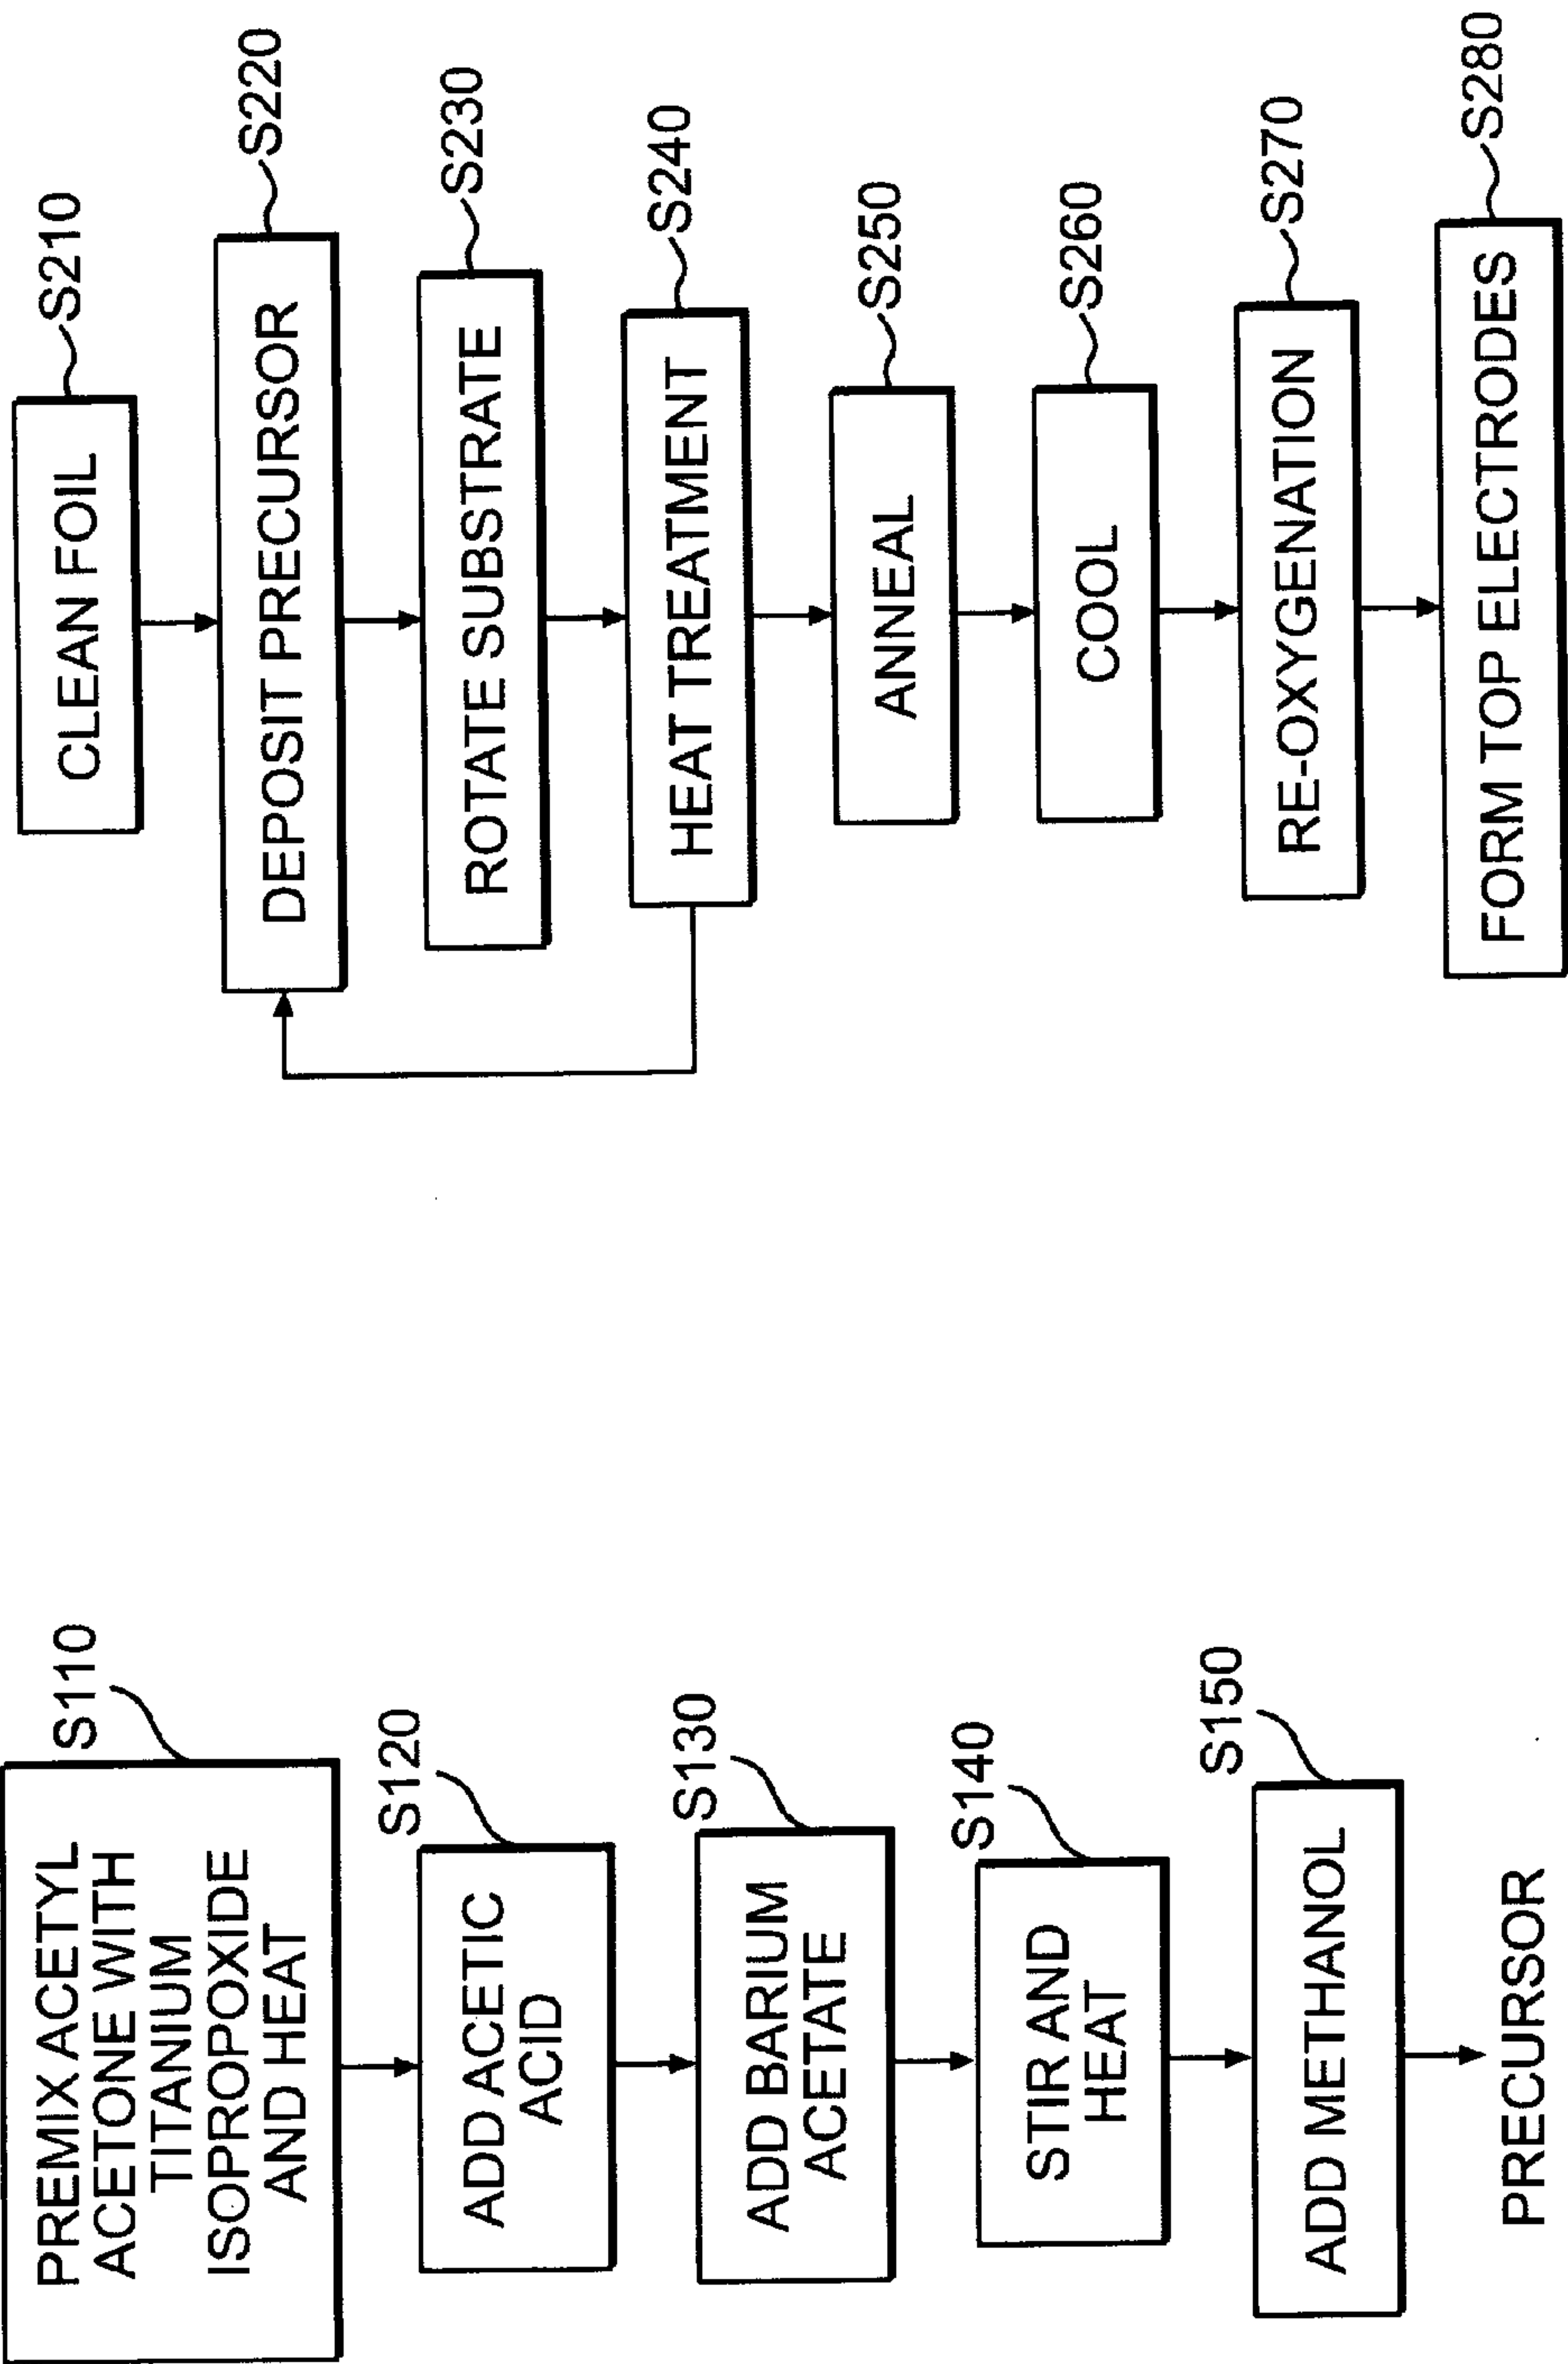 PREMIX ACETYL
ACETONE WITH
TITANIUM
ISOPROPOXIDE
AND HEAT
S110
ADD ACETIC
ACID
S120
ADD BARIUM
ACETATE
S130
STIR AND
HEAT
S140
ADD METHANOL
S150
PRECURSOR
CLEAN FOIL
S210
DEPOSIT PRECURSOR
S220
ROTATE SUBSTRATE
S230
HEAT TREATMENT
S240
ANNEAL
S250
COOL
S260
RE-OXYGENATION
S270
FORM TOP ELECTRODES
S280